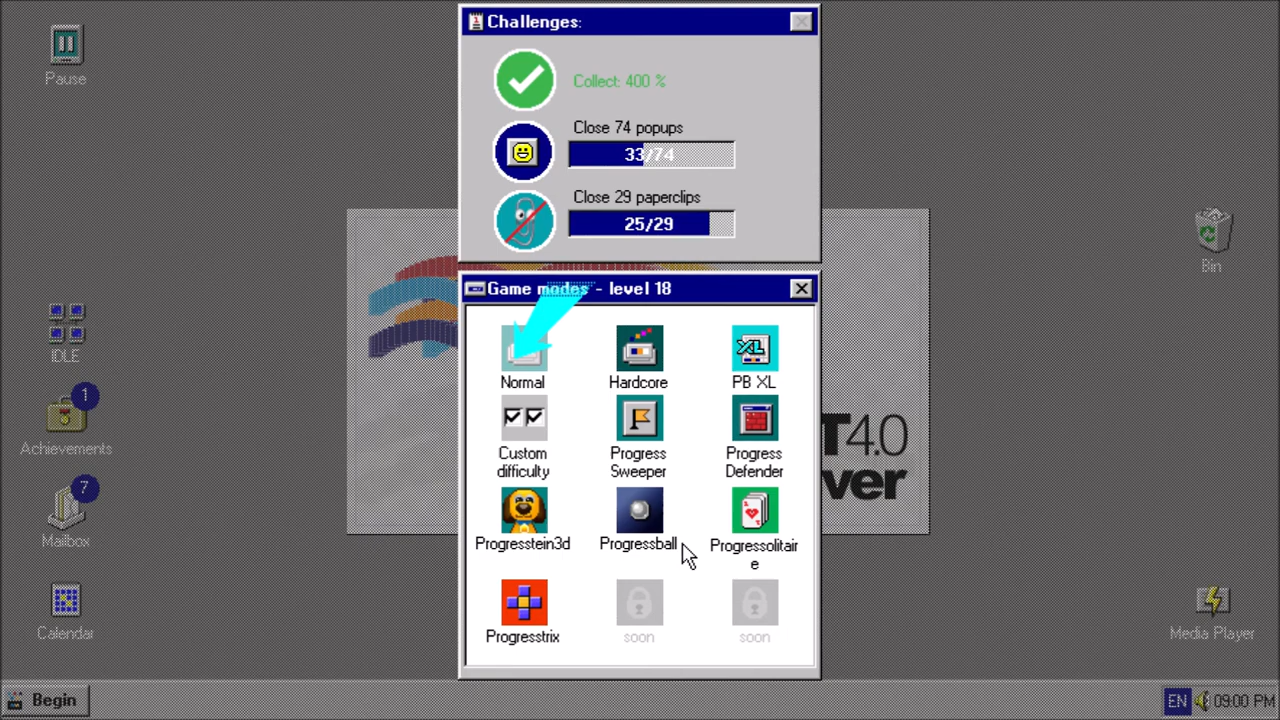 Challenges:
Pause
Collect: 400 %
Close 74 popups
33/74
Close 29 paperclips
25/29
Bin
Game modes - level 18
iDLE
Normal
Hardcore
XL
PB XL
1
Achievements
T4.0
Custom
difficulty
Progress
Sweeper
Progress
Defender
ver
7
Mailbox
Progresstein3d
Progressball
Progressolitair
e
Calendar
Progresstrix
soon
soon
Media Player
Begin
EN
09:00 PM